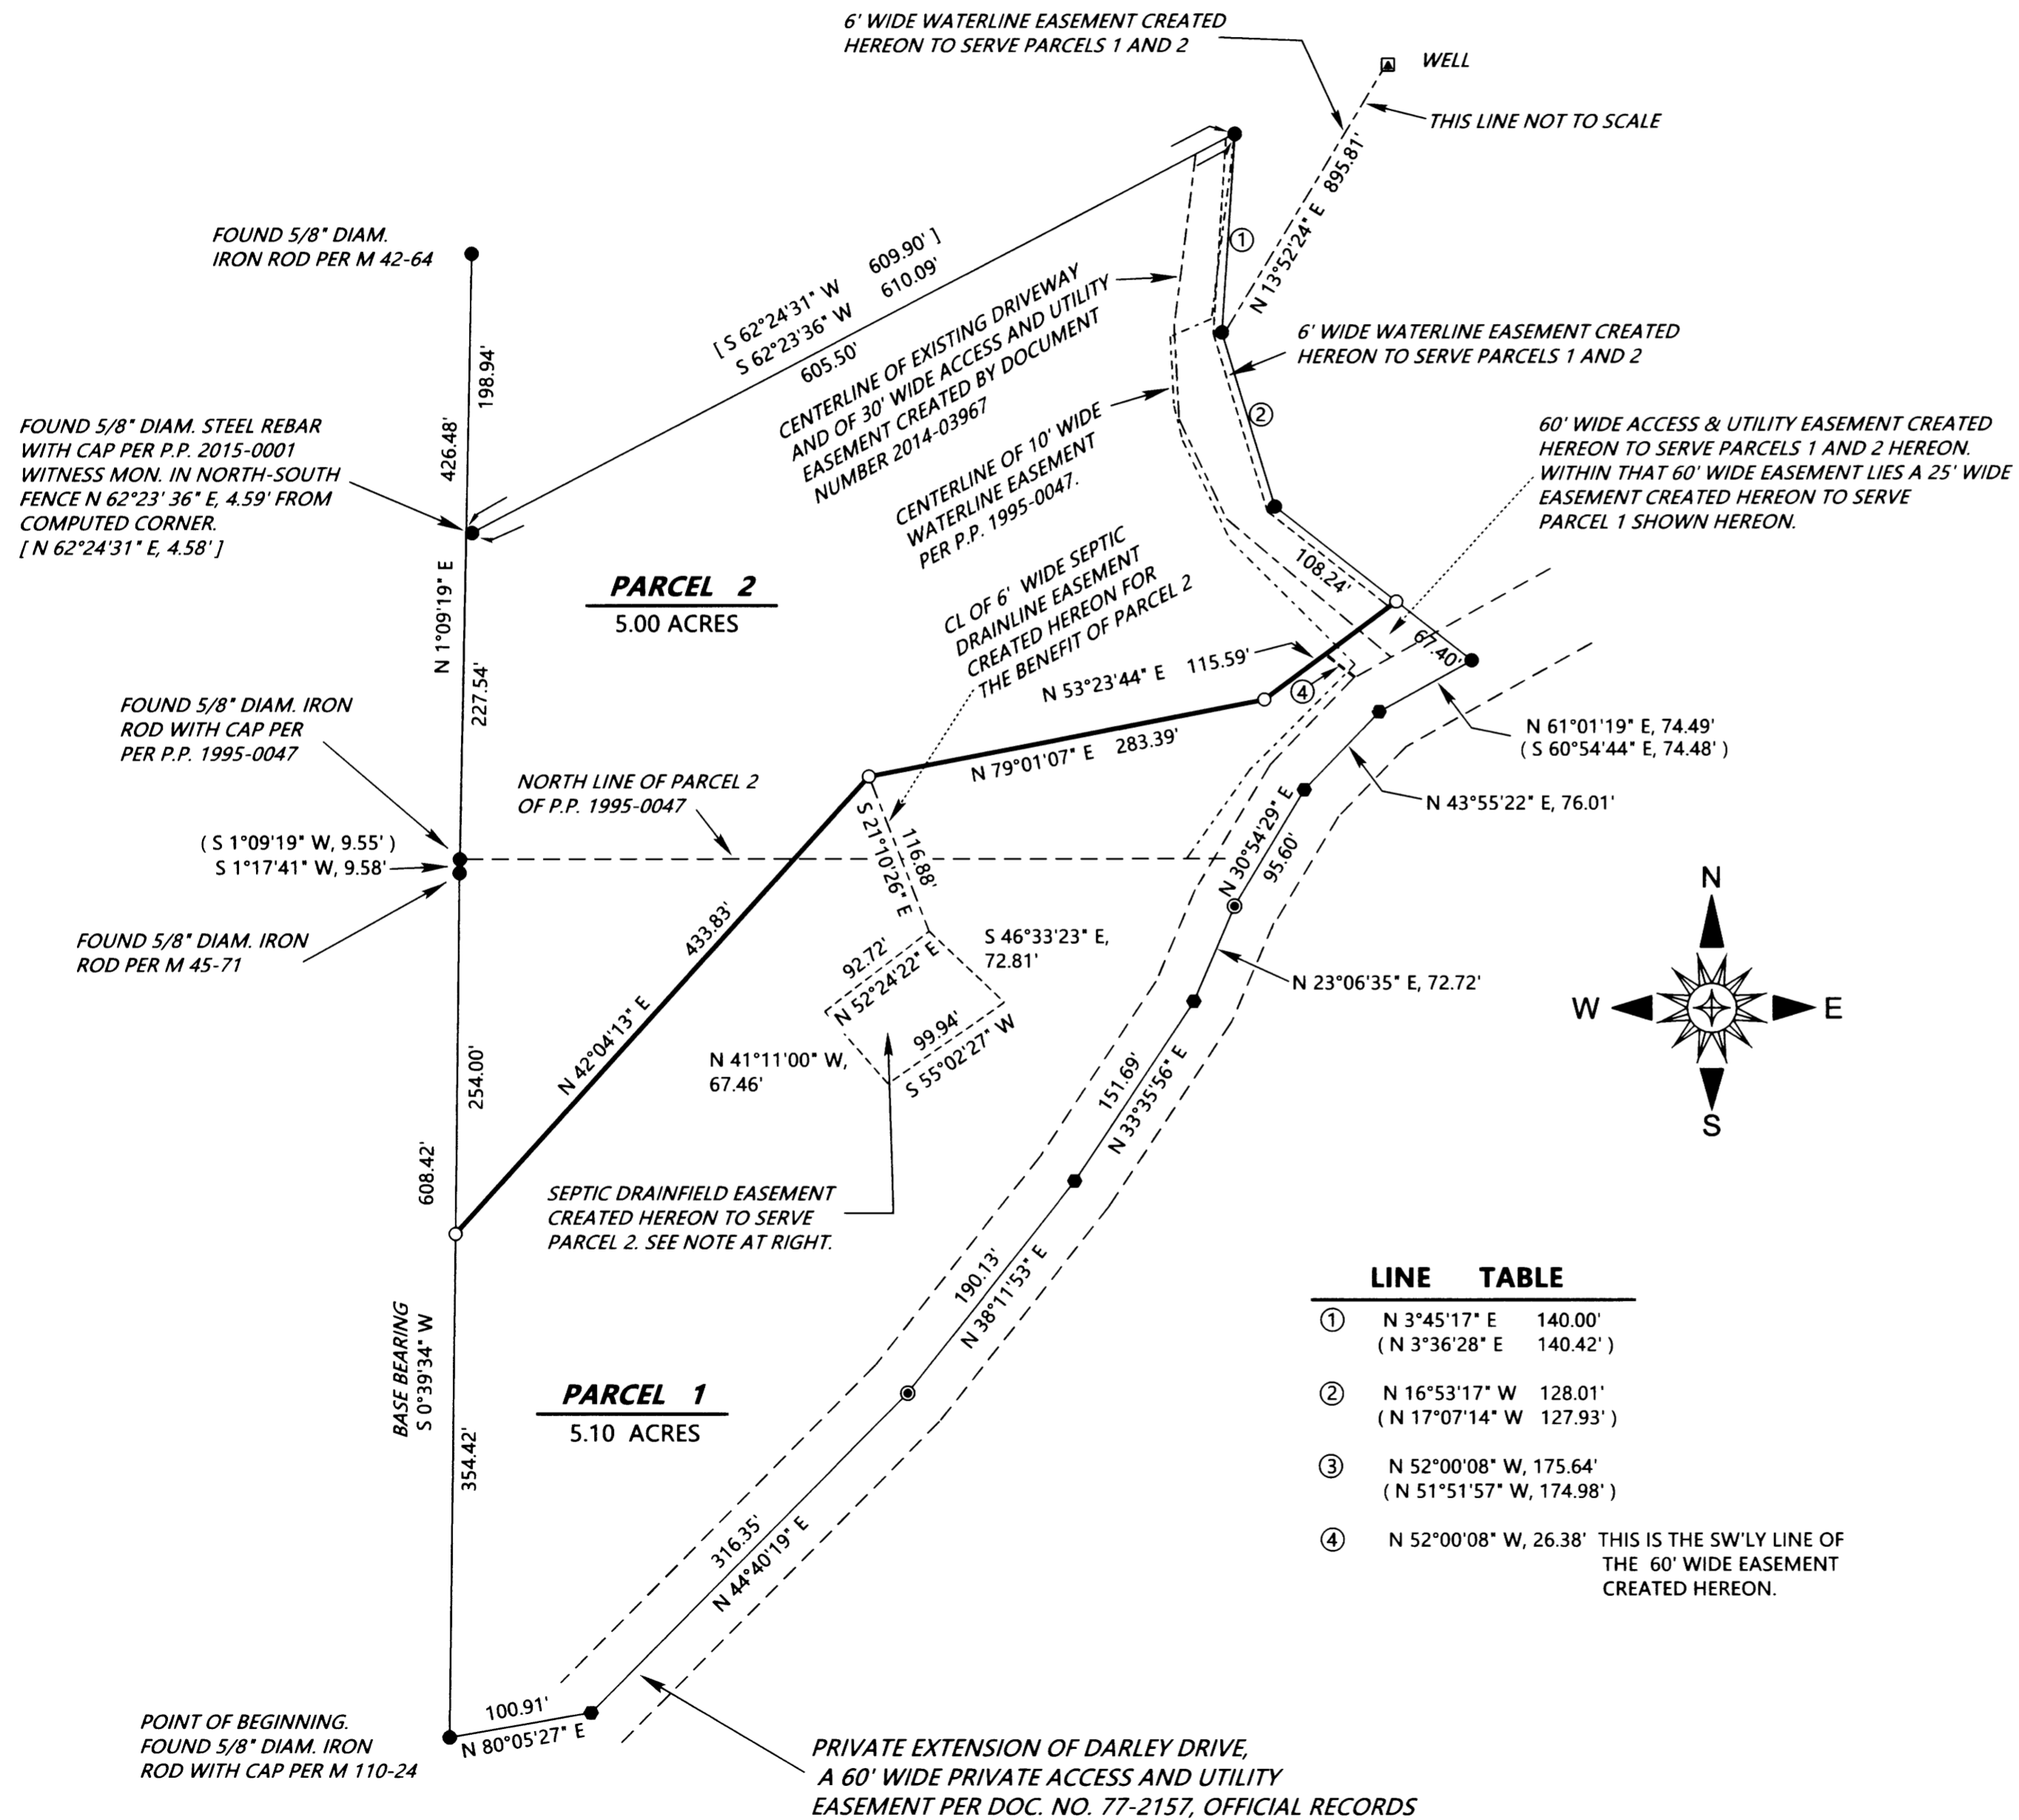 6' WIDE WATERLINE EASEMENT CREATED
HEREON TO SERVE PARCELS 1 AND 2
WELL
THIS LINE NOT TO SCALE
N 13°52'24" E 895.81'
FOUND 5/8" DIAM.
IRON ROD PER M 42-64
1
[ S 62°24'31" W 609.90' ]
S 62°23'36" W 610.09'
605.50'
CENTERLINE OF EXISTING DRIVEWAY
AND OF 30' WIDE ACCESS AND UTILITY
EASEMENT CREATED BY DOCUMENT
NUMBER 2014-03967
6' WIDE WATERLINE EASEMENT CREATED
HEREON TO SERVE PARCELS 1 AND 2
198.94'
426.48'
N 1°09'19" E
227.54'
FOUND 5/8" DIAM. STEEL REBAR
WITH CAP PER P.P. 2015-0001
WITNESS MON. IN NORTH-SOUTH
FENCE N 62°23' 36" E, 4.59' FROM
COMPUTED CORNER.
[ N 62°24'31" E, 4.58' ]
CENTERLINE OF 10' WIDE
WATERLINE EASEMENT
PER P.P. 1995-0047.
2
60' WIDE ACCESS & UTILITY EASEMENT CREATED
HEREON TO SERVE PARCELS 1 AND 2 HEREON.
WITHIN THAT 60' WIDE EASEMENT LIES A 25' WIDE
EASEMENT CREATED HEREON TO SERVE
PARCEL 1 SHOWN HEREON.
PARCEL 2
5.00 ACRES
CL OF 6' WIDE SEPTIC
DRAINLINE EASEMENT
CREATED HEREON FOR
THE BENEFIT OF PARCEL 2
108.24'
67.40'
N 53°23'44" E 115.59'
4
N 79°01'07" E 283.39'
N 61°01'19" E, 74.49'
( S 60°54'44" E, 74.48' )
N 43°55'22" E, 76.01'
FOUND 5/8" DIAM. IRON
ROD WITH CAP PER
PER P.P. 1995-0047
NORTH LINE OF PARCEL 2
OF P.P. 1995-0047
( S 1°09'19" W, 9.55' )
S 1°17'41" W, 9.58'
FOUND 5/8" DIAM. IRON
ROD PER M 45-71
116.88'
S 21°10'26" E
N 30°54'29" E
95.60'
433.83'
N 42°04'13" E
92.72'
N 52°24'22" E
S 46°33'23" E,
72.81'
99.94'
S 55°02'27" W
N 41°11'00" W,
67.46'
N 23°06'35" E, 72.72'
N
W
E
S
254.00'
608.42'
BASE BEARING
S 0°39'34" W
354.42'
SEPTIC DRAINFIELD EASEMENT
CREATED HEREON TO SERVE
PARCEL 2. SEE NOTE AT RIGHT.
151.69'
N 33°35'56" E
190.13'
N 38°11'53" E
PARCEL 1
5.10 ACRES
316.35'
N 44°40'19" E
LINE TABLE
1 N 3°45'17" E 140.00'
( N 3°36'28" E 140.42' )
2 N 16°53'17" W 128.01'
( N 17°07'14" W 127.93' )
3 N 52°00'08" W, 175.64'
( N 51°51'57" W, 174.98' )
4 N 52°00'08" W, 26.38' THIS IS THE SW'LY LINE OF
THE 60' WIDE EASEMENT
CREATED HEREON.
100.91'
N 80°05'27" E
POINT OF BEGINNING.
FOUND 5/8" DIAM. IRON
ROD WITH CAP PER M 110-24
PRIVATE EXTENSION OF DARLEY DRIVE,
A 60' WIDE PRIVATE ACCESS AND UTILITY
EASEMENT PER DOC. NO. 77-2157, OFFICIAL RECORDS